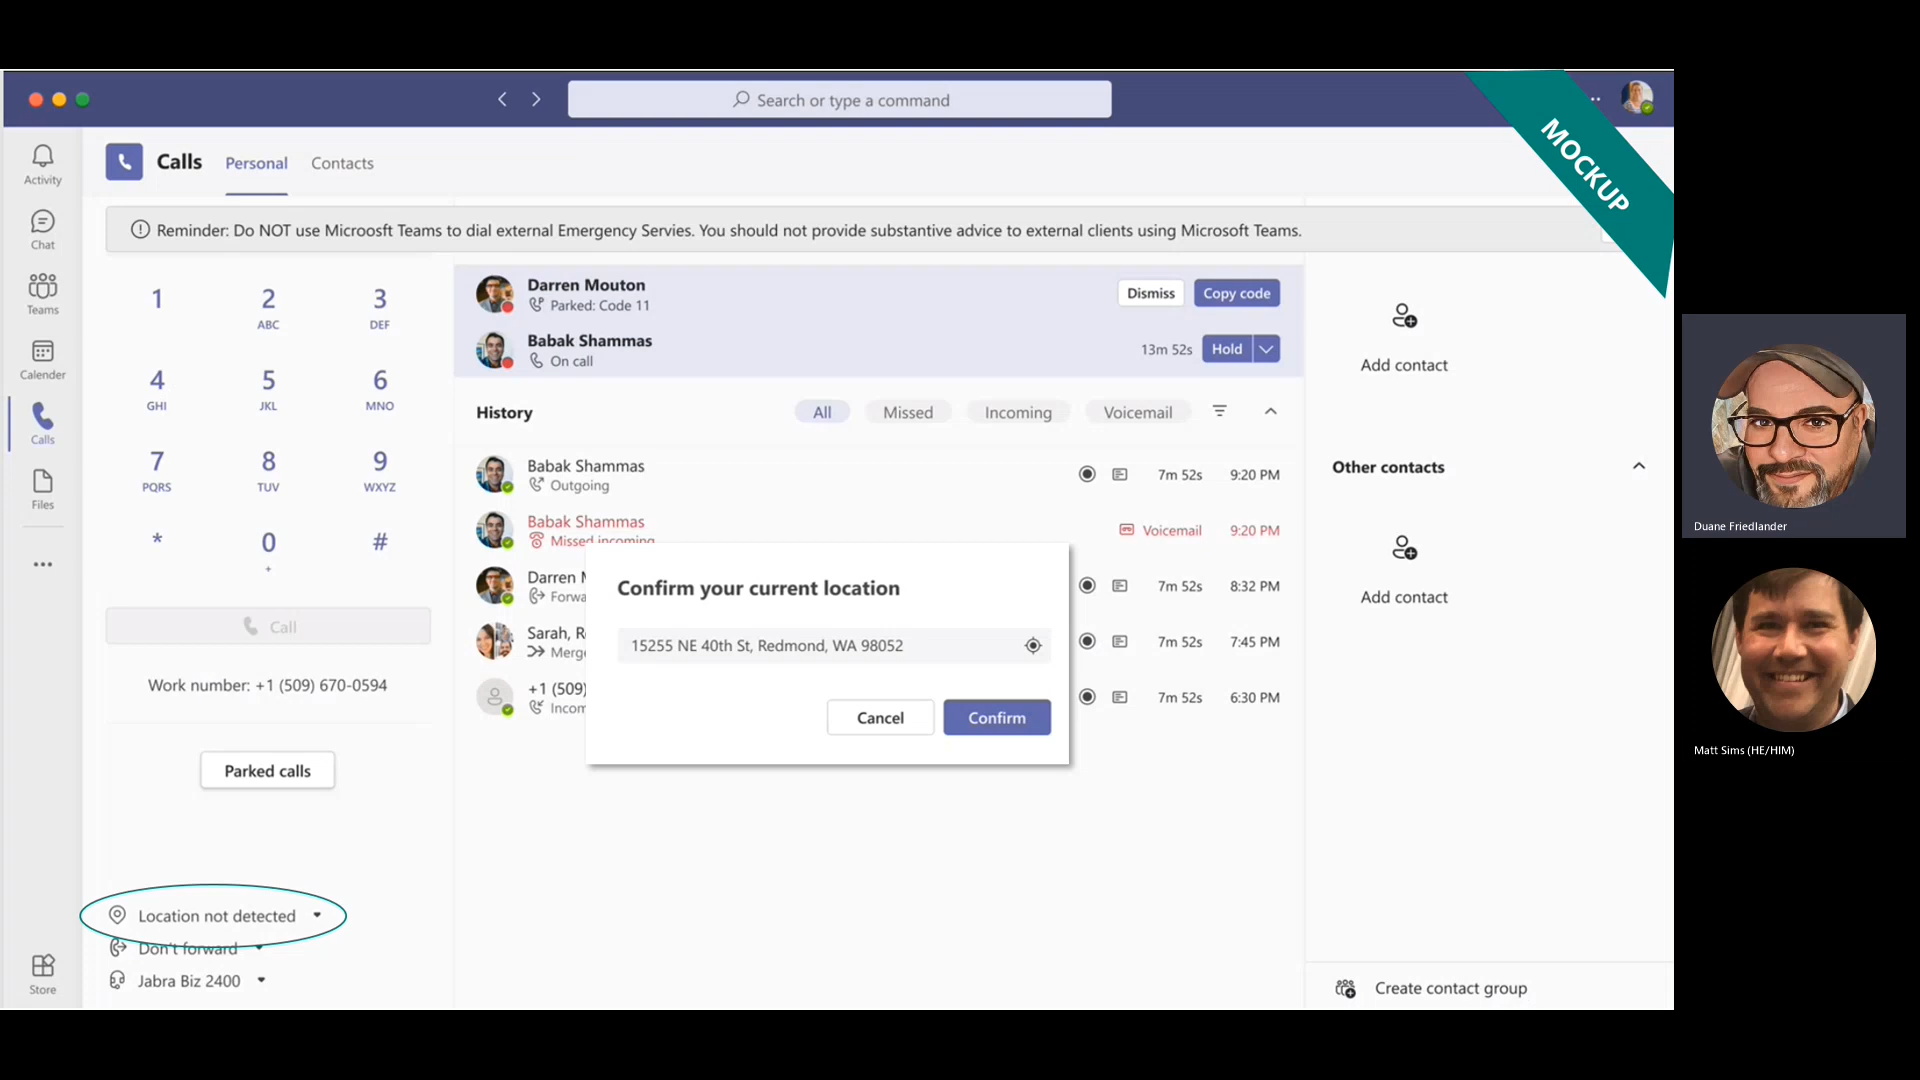 Search or type a command
MOCKUP
Activity
Chat
Teams
Calender
Calls
Files
Store
Calls
Personal
Contacts
Reminder: Do NOT use Microosft Teams to dial external Emergency Servies. You should not provide substantive advice to external clients using Microsoft Teams.
1
2
ABC
3
DEF
4
GHI
5
JKL
6
MNO
7
PQRS
8
TUV
9
WXYZ
*
0
+
#
Call
Work number: +1 (509) 670-0594
Parked calls
Location not detected
Don't forward
Jabra Biz 2400
Darren Mouton
Parked: Code 11
Dismiss
Copy code
Babak Shammas
On call
13m 52s
Hold
History
All
Missed
Incoming
Voicemail
Babak Shammas
Outgoing
7m 52s
9:20 PM
Babak Shammas
Missed incoming
Voicemail
9:20 PM
Darren
7m 52s
8:32 PM
Sarah,
7m 52s
7:45 PM
+1 (509)
7m 52s
6:30 PM
Confirm your current location
15255 NE 40th St, Redmond, WA 98052
Cancel
Confirm
Add contact
Other contacts
Add contact
Create contact group
Duane Friedlander
Matt Sims (HE/HIM)